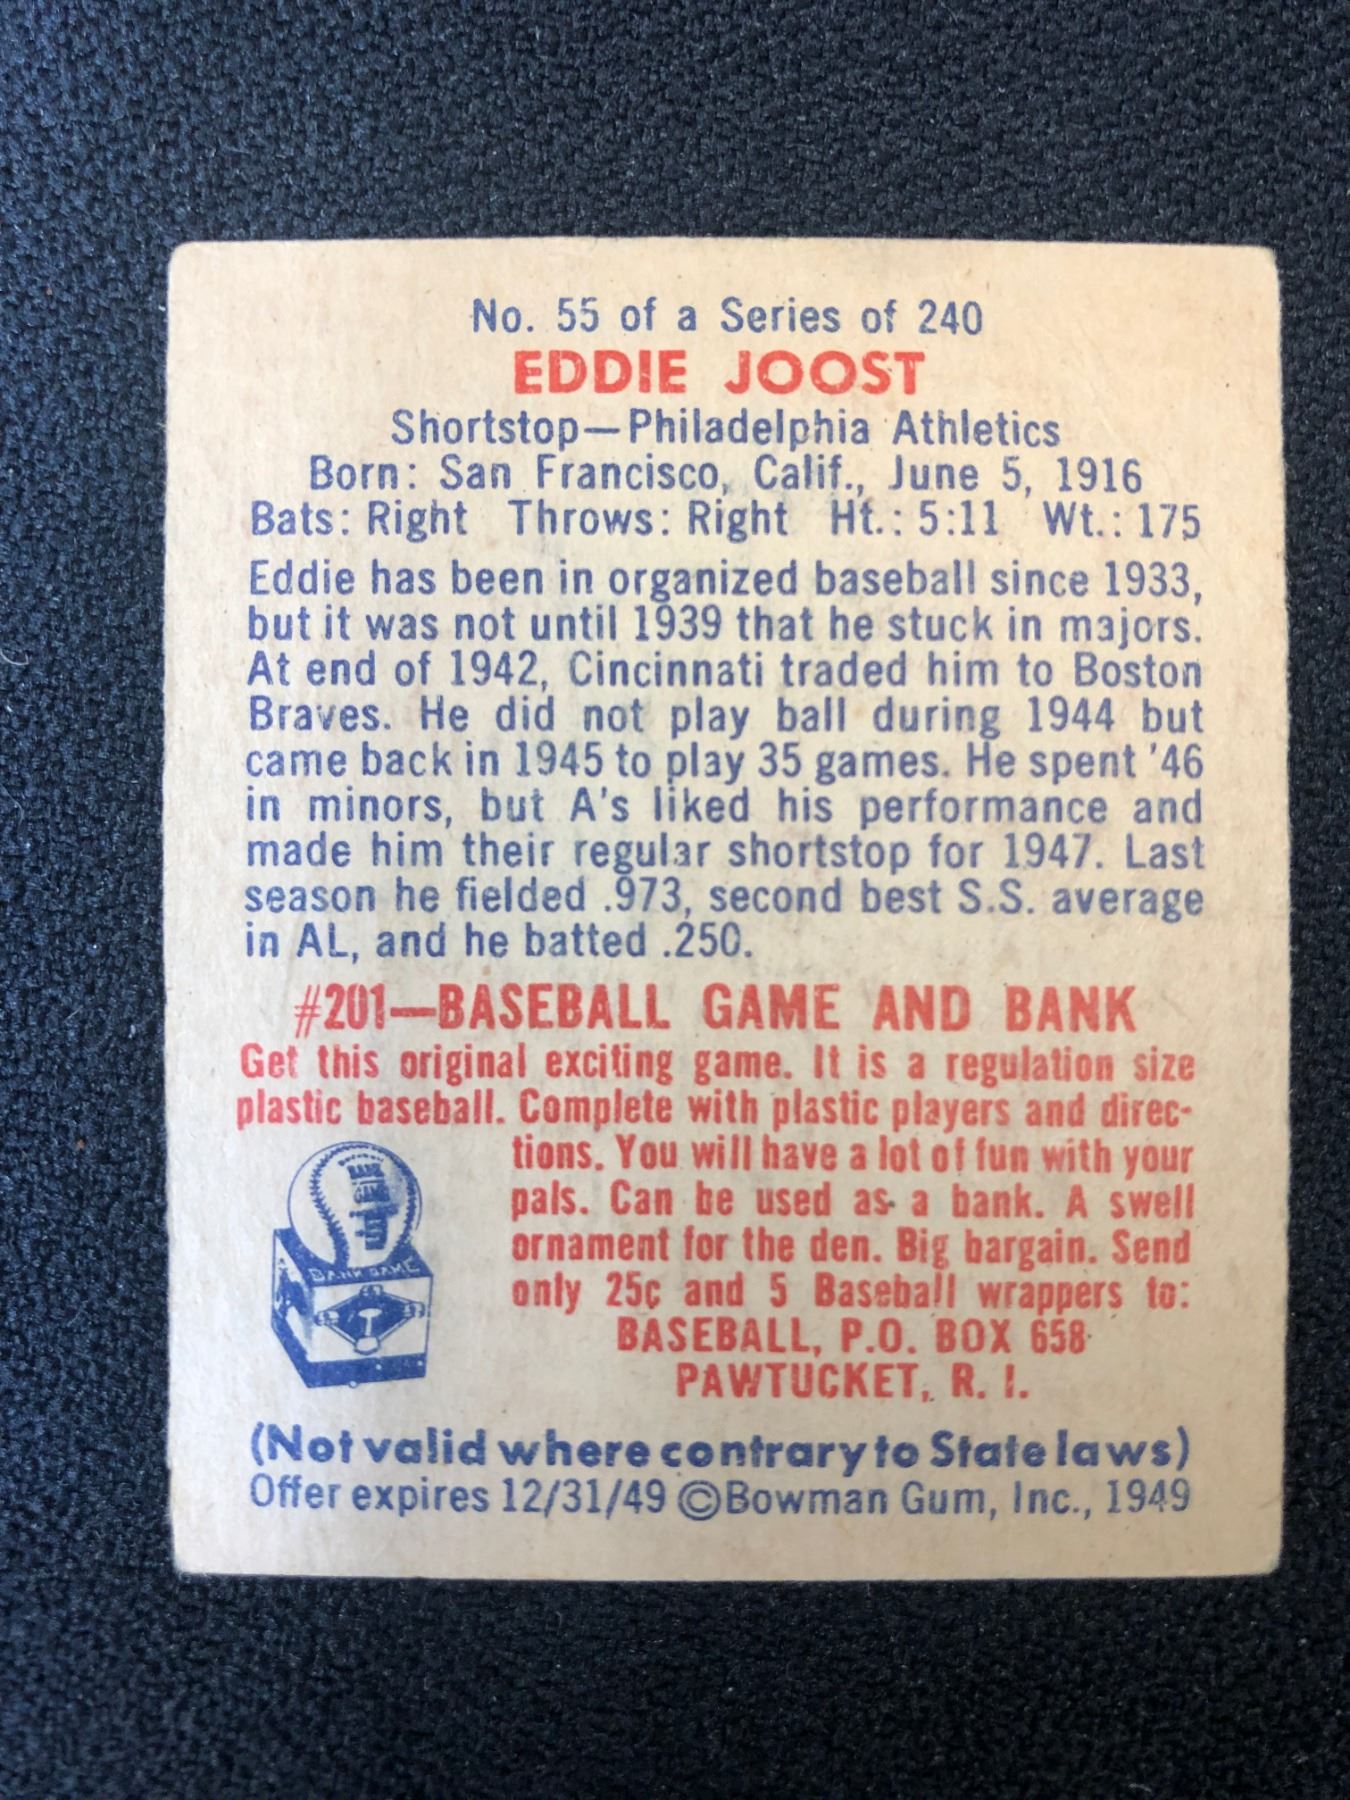 No. 55 of a Series of 240
EDDIE JOOST
Shortstop—Philadelphia Athletics
Born: San Francisco, Calif., June 5, 1916
Bats: Right Throws: Right Ht.: 5:11 Wt.: 175
Eddie has been in organized baseball since 1933,
but it was not until 1939 that he stuck in majors.
At end of 1942, Cincinnati traded him to Boston
Braves. He did not play ball during 1944 but
came back in 1945 to play 35 games. He spent '46
in minors, but A's liked his performance and
made him their regular shortstop for 1947. Last
season he fielded .973, second best S.S. average
in AL, and he batted .250.
#201—BASEBALL GAME AND BANK
Get this original exciting game. It is a regulation size
plastic baseball. Complete with plastic players and direc-
tions. You will have a lot of fun with your
pals. Can be used as a bank. A swell
ornament for the den. Big bargain. Send
only 25¢ and 5 Baseball wrappers to:
BASEBALL, P.O. BOX 658
PAWTUCKET, R. I.
BANK GAME
(Not valid where contrary to State laws)
Offer expires 12/31/49 ©Bowman Gum, Inc., 1949